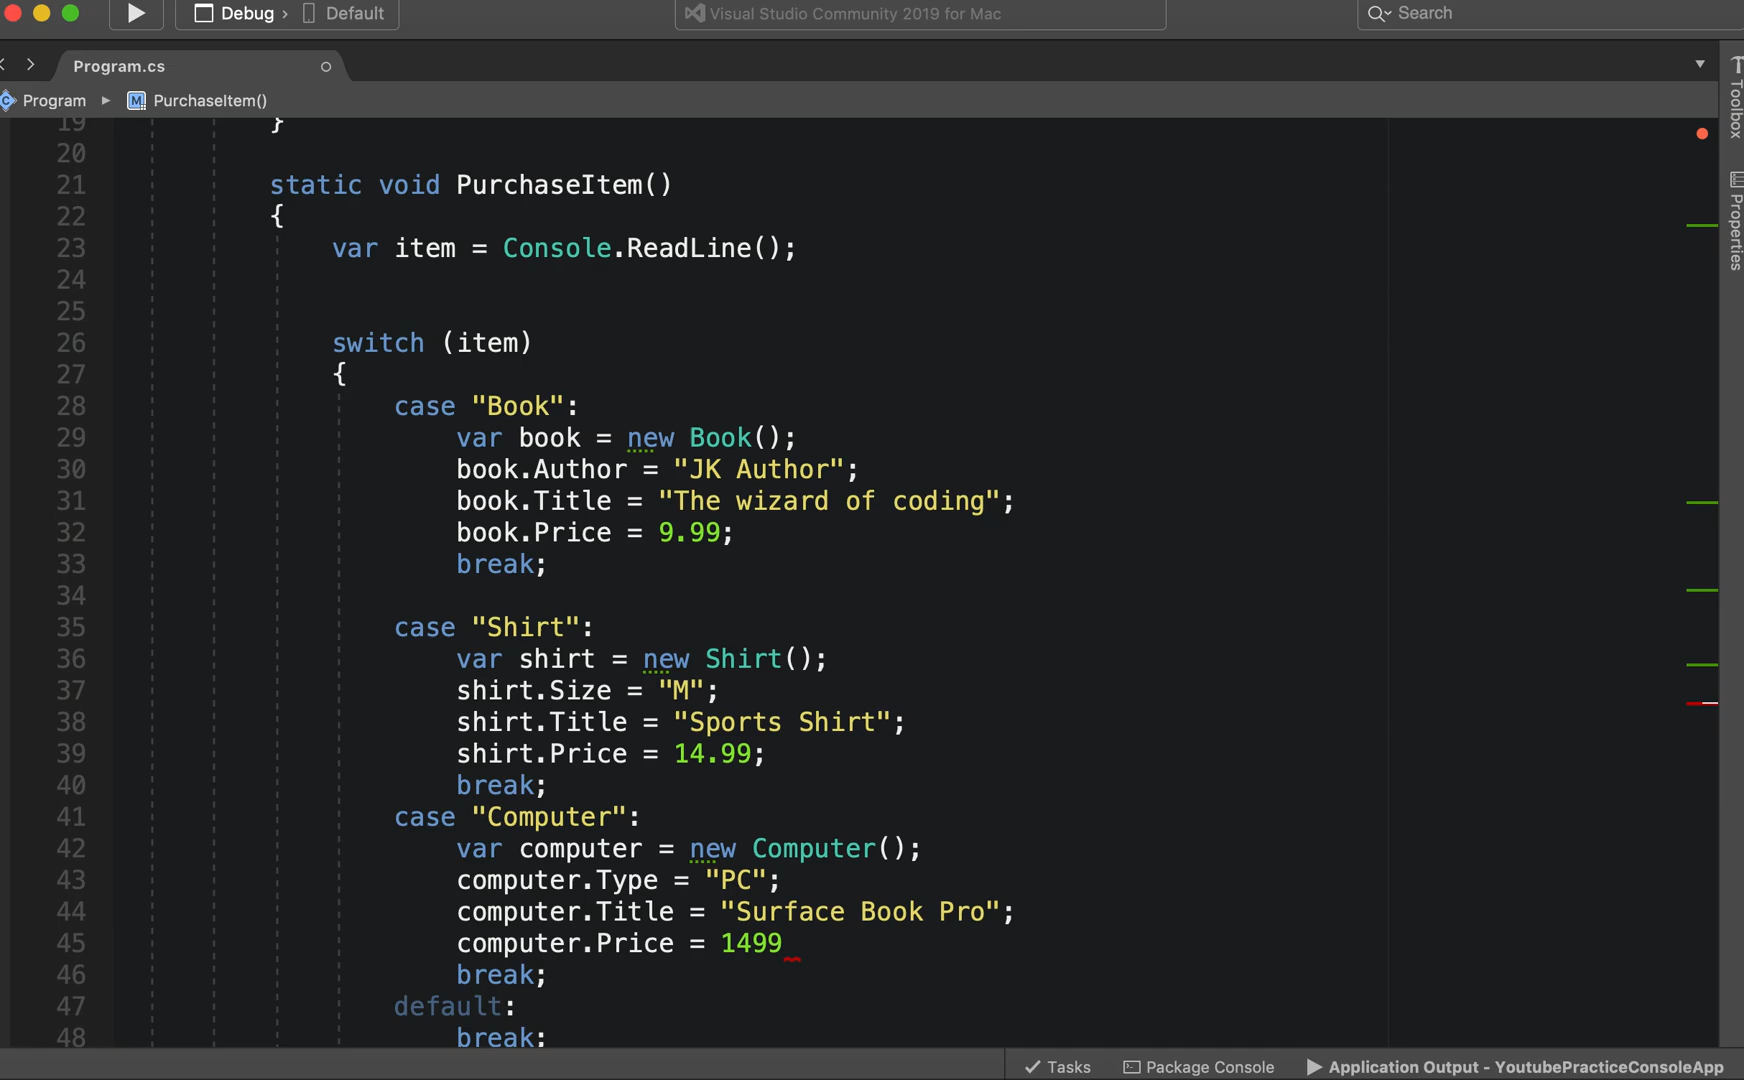 Debug › Default
Visual Studio Community 2019 for Mac
Search
Program.cs
Program ▸ M PurchaseItem()
Toolbox
Properties
19 }
20
21 static void PurchaseItem()
22 {
23 var item = Console.ReadLine();
24
25
26 switch (item)
27 {
28 case "Book":
29 var book = new Book();
30 book.Author = "JK Author";
31 book.Title = "The wizard of coding";
32 book.Price = 9.99;
33 break;
34
35 case "Shirt":
36 var shirt = new Shirt();
37 shirt.Size = "M";
38 shirt.Title = "Sports Shirt";
39 shirt.Price = 14.99;
40 break;
41 case "Computer":
42 var computer = new Computer();
43 computer.Type = "PC";
44 computer.Title = "Surface Book Pro";
45 computer.Price = 1499
46 break;
47 default:
48 break;
Tasks Package Console Application Output - YoutubePracticeConsoleApp